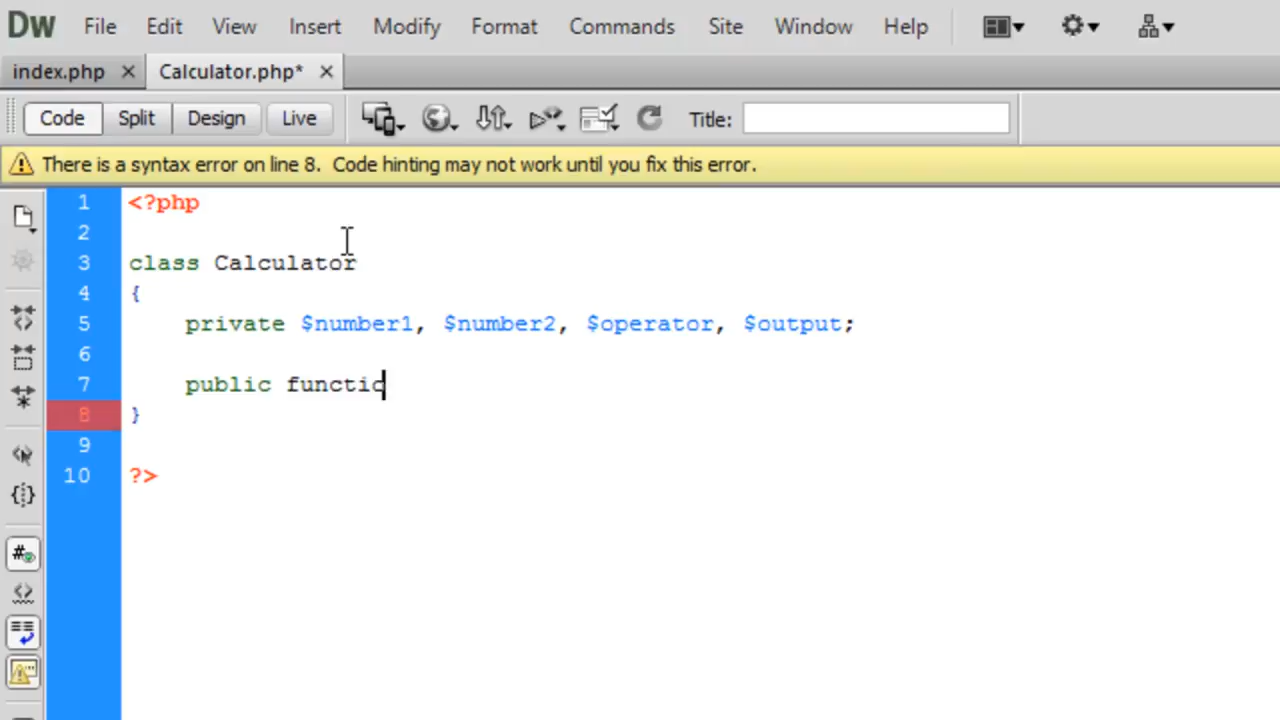 Dw File Edit View Insert Modify Format Commands Site Window Help
index.php Calculator.php*
Code Split Design Live Title:
There is a syntax error on line 8. Code hinting may not work until you fix this error.
1 <?php
2
3 class Calculator
4 {
5 private $number1, $number2, $operator, $output;
6
7 public functic
8 }
9
10 ?>